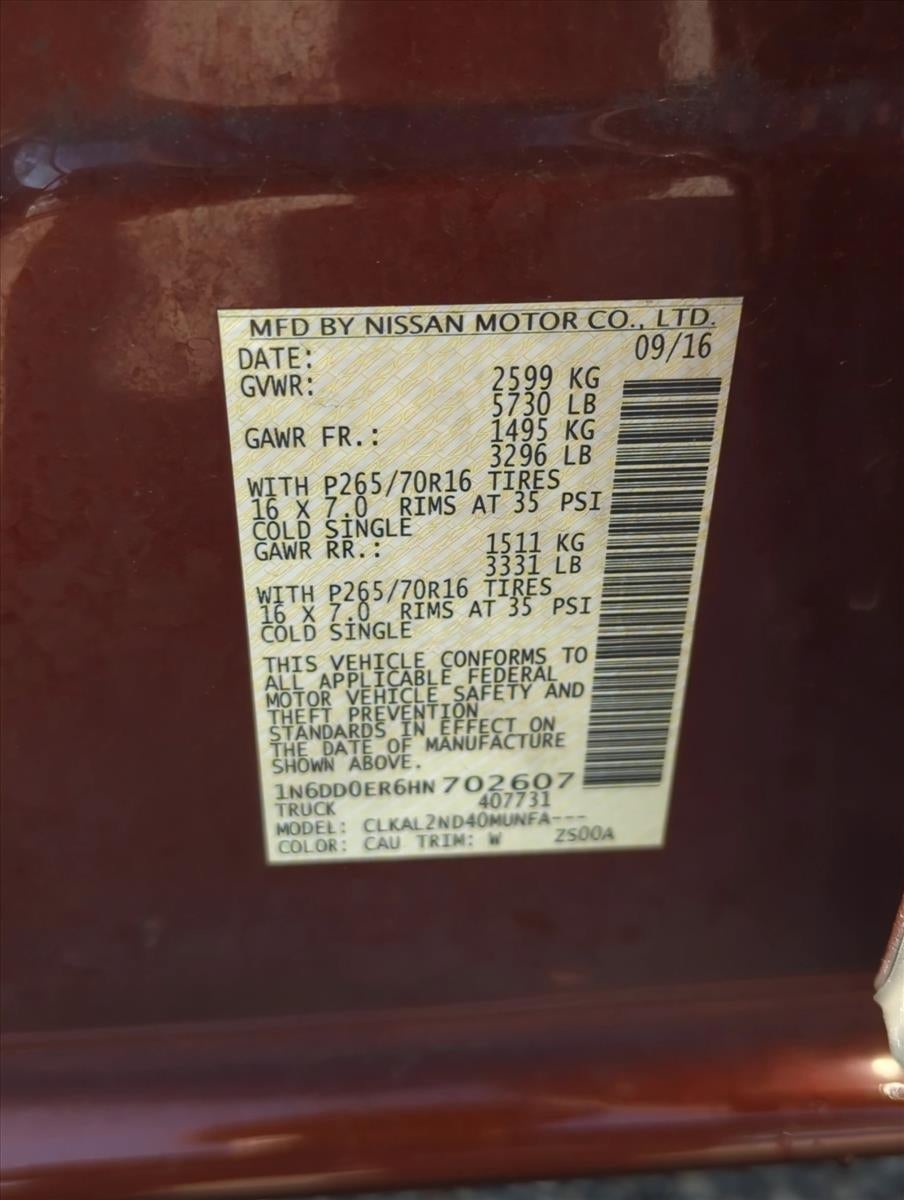 MFD BY NISSAN MOTOR CO., LTD.
DATE: 09/16
GVWR: 2599 KG
5730 LB
GAWR FR.: 1495 KG
3296 LB
WITH P265/70R16 TIRES
16 X 7.0 RIMS AT 35 PSI
COLD SINGLE
GAWR RR.: 1511 KG
3331 LB
WITH P265/70R16 TIRES
16 X 7.0 RIMS AT 35 PSI
COLD SINGLE
THIS VEHICLE CONFORMS TO
ALL APPLICABLE FEDERAL
MOTOR VEHICLE SAFETY AND
THEFT PREVENTION
STANDARDS IN EFFECT ON
THE DATE OF MANUFACTURE
SHOWN ABOVE.
1N6DD0ER6HN702607
TRUCK 407731
MODEL: CLKAL2ND40MUNFA---
COLOR: CAU TRIM: W ZS00A